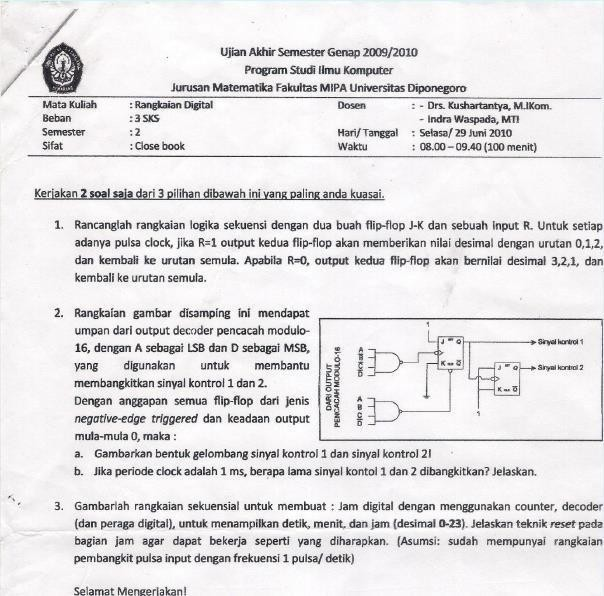 Ujian Akhir Semester Genap 2009/2010
Program Studi Ilmu Komputer
Jurusan Matematika Fakultas MIPA Universitas Diponegoro
Mata Kuliah : Rangkaian Digital Dosen : - Drs. Kushartantya, M.IKom.
Beban : 3 SKS - Indra Waspada, MTI
Semester : 2 Hari/ Tanggal : Selasa/ 29 Juni 2010
Sifat : Close book Waktu : 08.00 – 09.40 (100 menit)
Kerjakan 2 soal saja dari 3 pilihan dibawah ini yang paling anda kuasai.
1. Rancanglah rangkaian logika sekuensi dengan dua buah flip-flop J-K dan sebuah input R. Untuk setiap
adanya pulsa clock, jika R=1 output kedua flip-flop akan memberikan nilai desimal dengan urutan 0,1,2,
dan kembali ke urutan semula. Apabila R=0, output kedua flip-flop akan bernilai desimal 3,2,1, dan
kembali ke urutan semula.
2. Rangkaian gambar disamping ini mendapat
umpan dari output decoder pencacah modulo-
16, dengan A sebagai LSB dan D sebagai MSB,
yang digunakan untuk membantu
membangkitkan sinyal kontrol 1 dan 2.
Dengan anggapan semua flip-flop dari jenis
negative-edge triggered dan keadaan output
mula-mula 0, maka :
DARI OUTPUT
PENCACAH MODULO-16
A
B
C
D
A
B
C
D
1
J Q
K Q
Sinyal kontrol 1
J Q
K Q
Sinyal kontrol 2
1
a. Gambarkan bentuk gelombang sinyal kontrol 1 dan sinyal kontrol 2!
b. Jika periode clock adalah 1 ms, berapa lama sinyal kontol 1 dan 2 dibangkitkan? Jelaskan.
3. Gambarlah rangkaian sekuensial untuk membuat : Jam digital dengan menggunakan counter, decoder
(dan peraga digital), untuk menampilkan detik, menit, dan jam (desimal 0-23). Jelaskan teknik reset pada
bagian jam agar dapat bekerja seperti yang diharapkan. (Asumsi: sudah mempunyai rangkaian
pembangkit pulsa input dengan frekuensi 1 pulsa/ detik)
Selamat Mengerjakan!